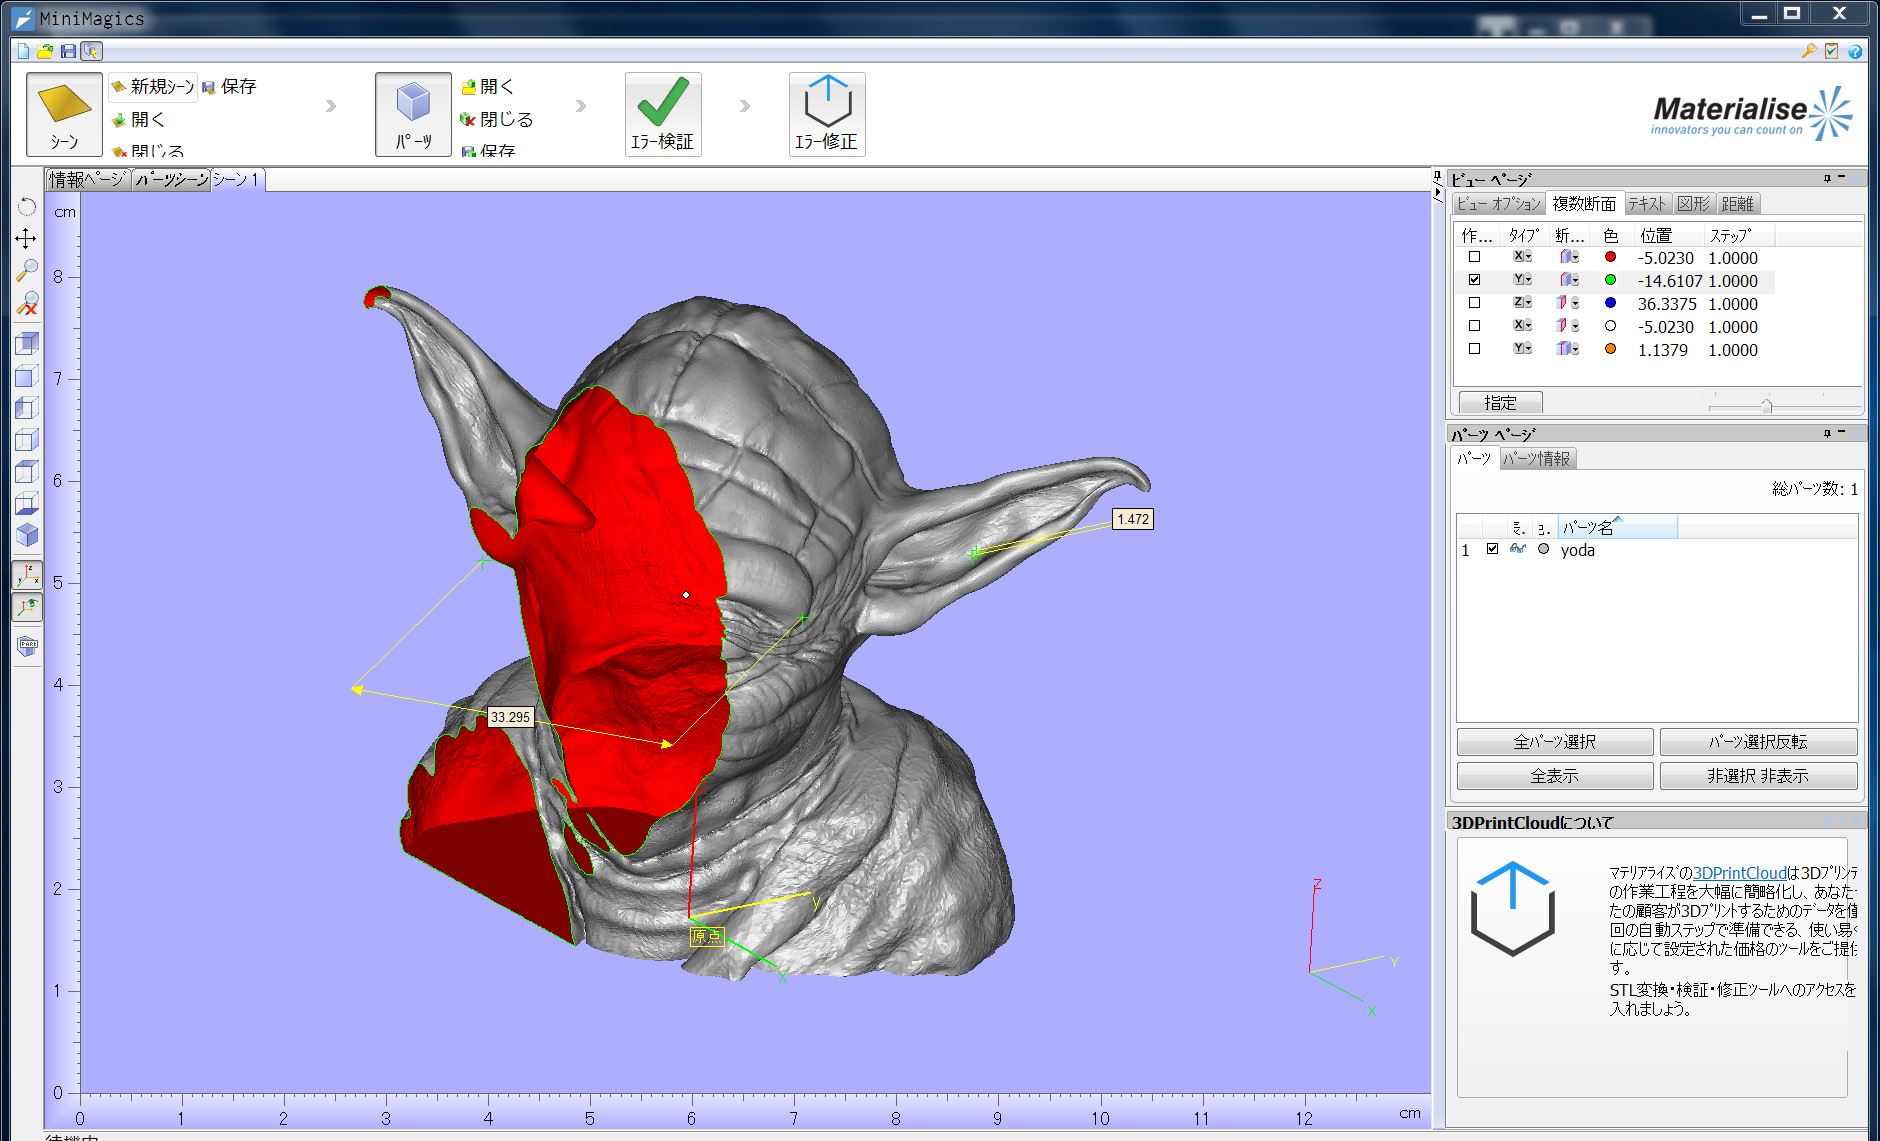 MiniMagics
シーン
新規シーン 保存
開く
閉じる
パーツ
開く
閉じる
保存
エラー検証
エラー修正
Materialise
innovators you can count on
情報ページ パーツシーン シーン 1
cm
8
7
6
5
4
3
2
1
0
0 1 2 3 4 5 6 7 8 9 10 11 12 cm
1.472
33.295
原点
y
x
Z
Y
X
PART
ビュー ページ
ビュー オプション 複数断面 テキスト 図形 距離
作... タイプ 断... 色 位置 ステップ
X -5.0230 1.0000
Y -14.6107 1.0000
Z 36.3375 1.0000
X -5.0230 1.0000
Y 1.1379 1.0000
指定
パーツ ページ
パーツ パーツ情報
総パーツ数: 1
ミ. コ. パーツ名
1 yoda
全パーツ選択 パーツ選択反転
全表示 非選択 非表示
3DPrintCloudについて
マテリアライズの3DPrintCloudは3Dプリンテ
の作業工程を大幅に簡略化し、あなた
たの顧客が3Dプリントするためのデータを
回の自動ステップで準備できる、使い易
に応じて設定された価格のツールをご提
す。
STL変換・検証・修正ツールへのアクセスを
入れましょう。
待機中